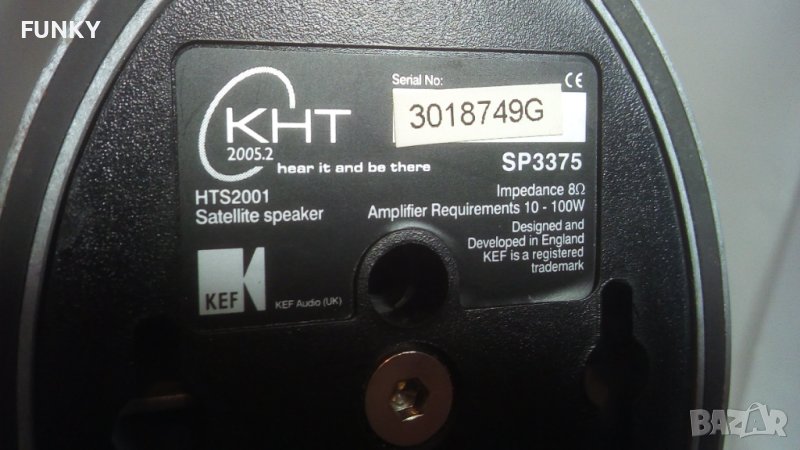 FUNKY
Serial No:
CE
3018749G
KHT
2005.2
hear it and be there
SP3375
HTS2001
Satellite speaker
Impedance 8Ω
Amplifier Requirements 10 - 100W
Designed and
Developed in England
KEF is a registered
trademark
KEF
KEF Audio (UK)
BAZAR